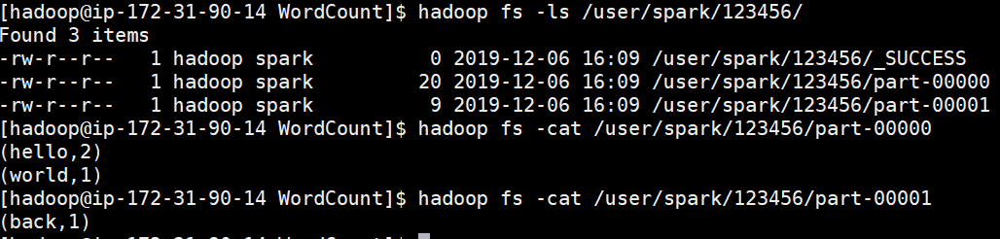 [hadoop@ip-172-31-90-14 WordCount]$ hadoop fs -ls /user/spark/123456/
Found 3 items
-rw-r--r--   1 hadoop spark          0 2019-12-06 16:09 /user/spark/123456/_SUCCESS
-rw-r--r--   1 hadoop spark         20 2019-12-06 16:09 /user/spark/123456/part-00000
-rw-r--r--   1 hadoop spark          9 2019-12-06 16:09 /user/spark/123456/part-00001
[hadoop@ip-172-31-90-14 WordCount]$ hadoop fs -cat /user/spark/123456/part-00000
(hello,2)
(world,1)
[hadoop@ip-172-31-90-14 WordCount]$ hadoop fs -cat /user/spark/123456/part-00001
(back,1)
[hadoop@ip-172-31-90-14 WordCount]$